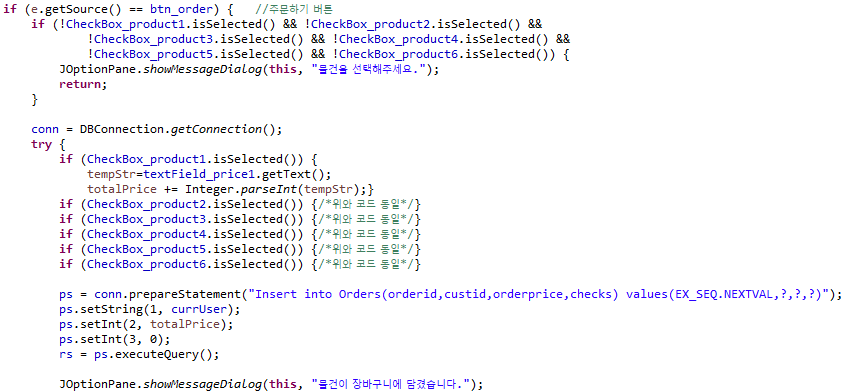 if (e.getSource() == btn_order) {   //주문하기 버튼
    if (!CheckBox_product1.isSelected() && !CheckBox_product2.isSelected() &&
            !CheckBox_product3.isSelected() && !CheckBox_product4.isSelected() &&
            !CheckBox_product5.isSelected() && !CheckBox_product6.isSelected()) {
        JOptionPane.showMessageDialog(this, "물건을 선택해주세요.");
        return;
    }

    conn = DBConnection.getConnection();
    try {
        if (CheckBox_product1.isSelected()) {
            tempStr=textField_price1.getText();
            totalPrice += Integer.parseInt(tempStr);}
        if (CheckBox_product2.isSelected()) {/*위와 코드 동일*/}
        if (CheckBox_product3.isSelected()) {/*위와 코드 동일*/}
        if (CheckBox_product4.isSelected()) {/*위와 코드 동일*/}
        if (CheckBox_product5.isSelected()) {/*위와 코드 동일*/}
        if (CheckBox_product6.isSelected()) {/*위와 코드 동일*/}

        ps = conn.prepareStatement("Insert into Orders(orderid,custid,orderprice,checks) values(EX_SEQ.NEXTVAL,?,?,?)");
        ps.setString(1, currUser);
        ps.setInt(2, totalPrice);
        ps.setInt(3, 0);
        rs = ps.executeQuery();

        JOptionPane.showMessageDialog(this, "물건이 장바구니에 담겼습니다.");